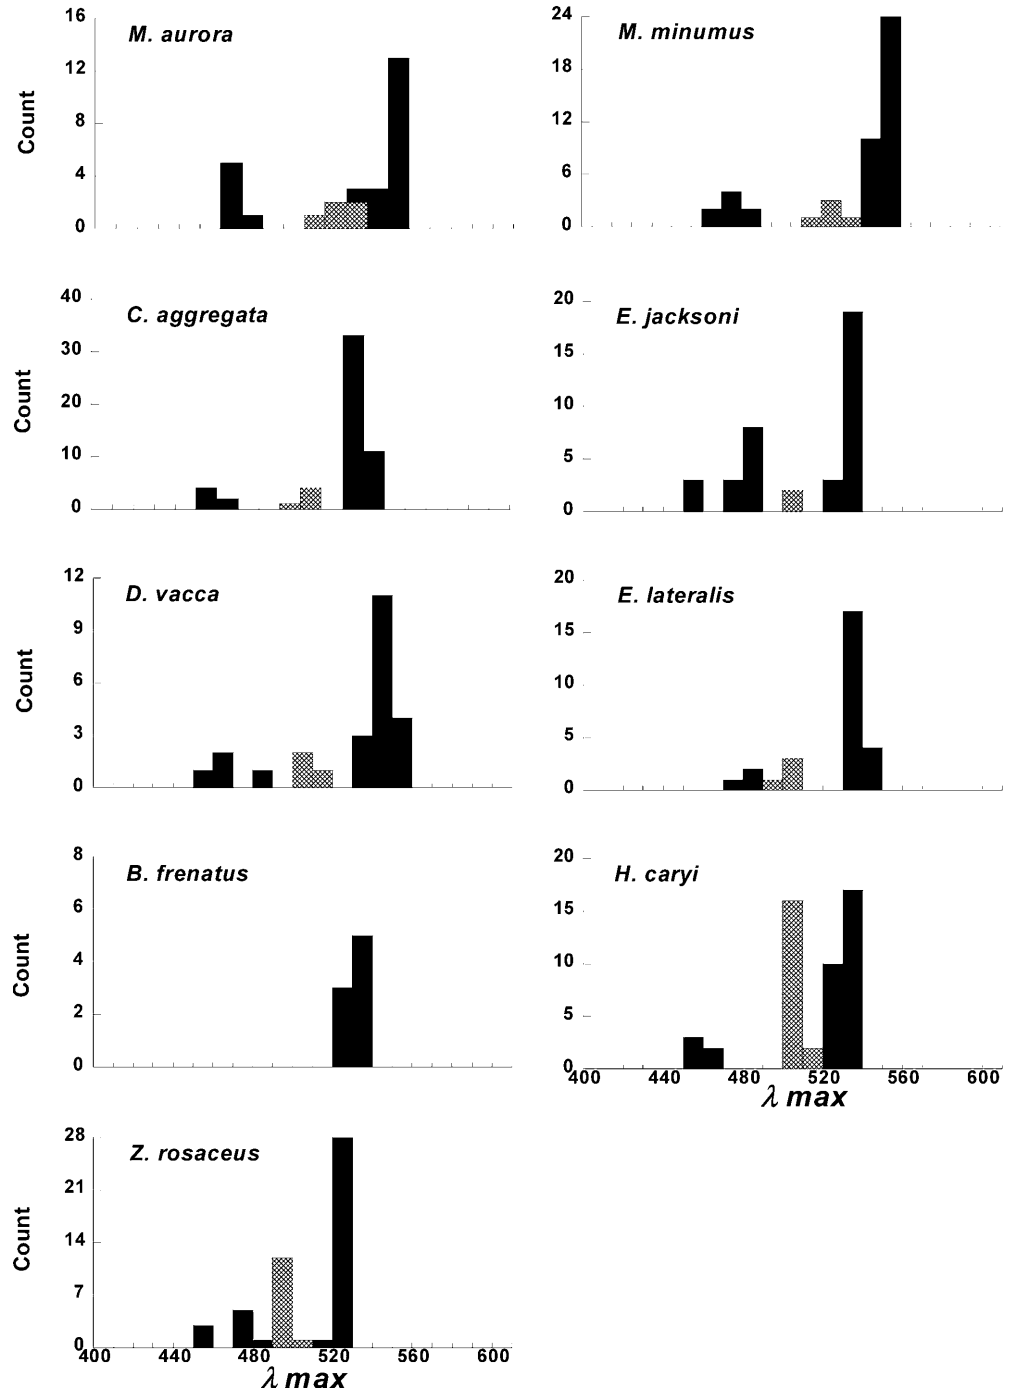 M. aurora
16
12
8
4
0
Count
M. minumus
24
18
12
6
0
C. aggregata
40
30
20
10
0
Count
E. jacksoni
20
15
10
5
0
D. vacca
12
9
6
3
0
Count
E. lateralis
20
15
10
5
0
B. frenatus
8
6
4
2
0
Count
H. caryi
20
15
10
5
0
400 440 480 520 560 600
λ max
Z. rosaceus
28
21
14
7
0
Count
400 440 480 520 560 600
λ max